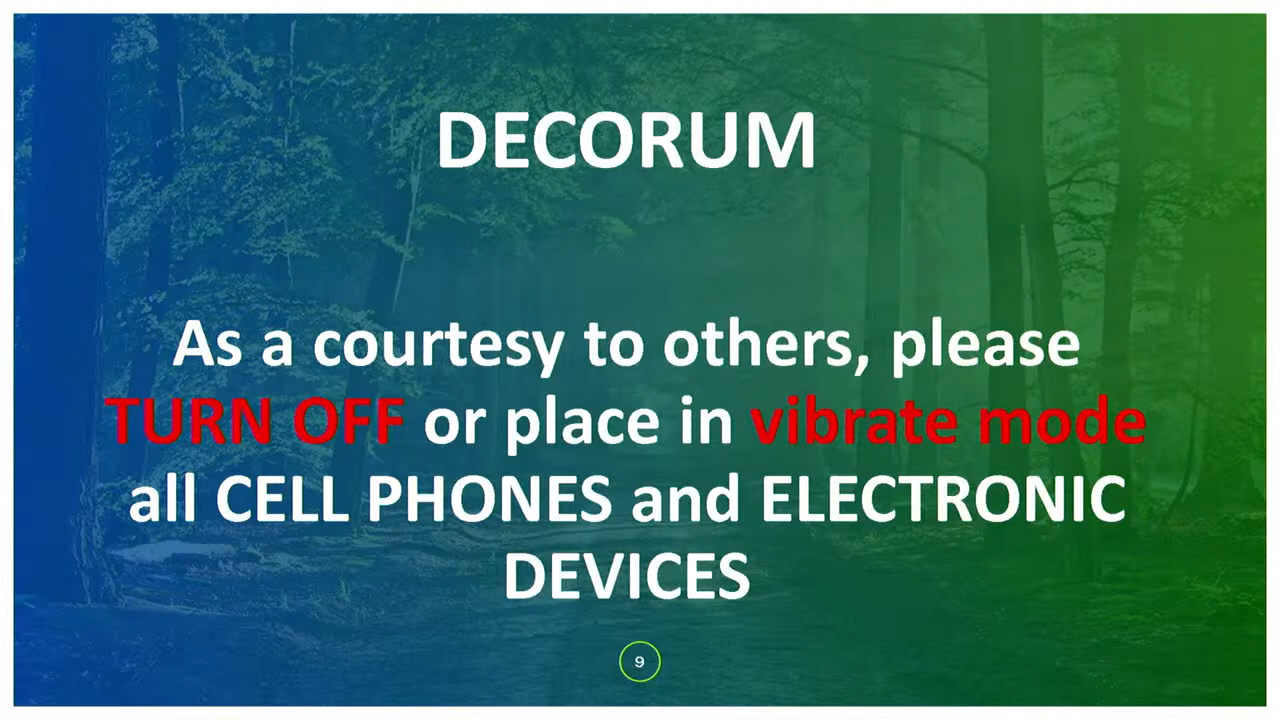 DECORUM
As a courtesy to others, please
TURN OFF or place in vibrate mode
all CELL PHONES and ELECTRONIC
DEVICES
9